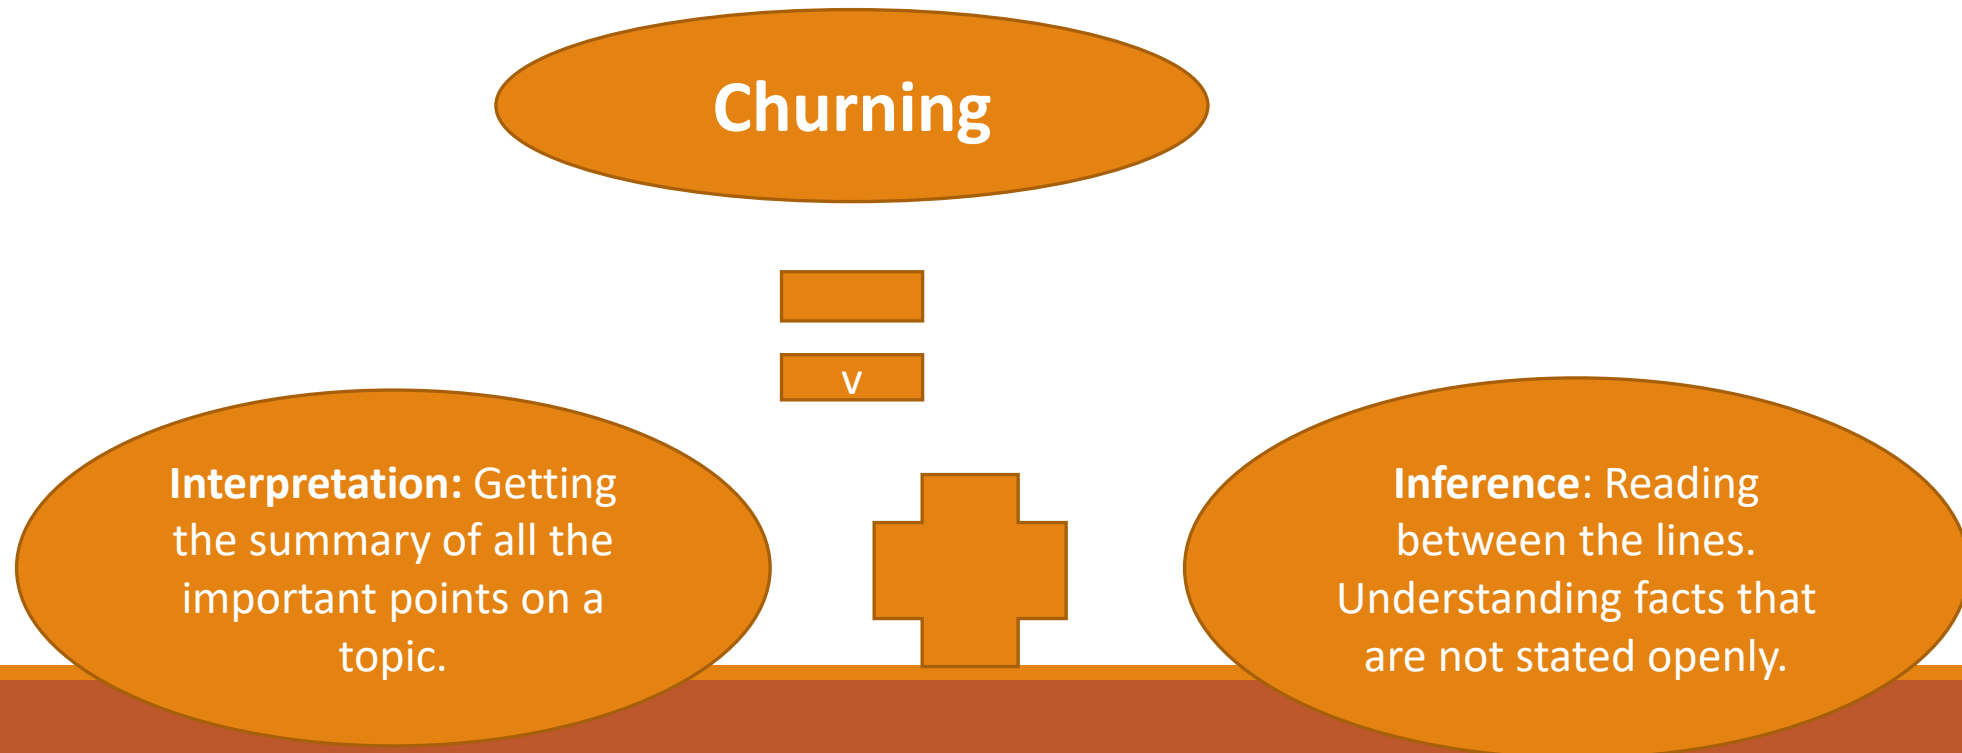 Churning
v
Interpretation: Getting
the summary of all the
important points on a
topic.
Inference: Reading
between the lines.
Understanding facts that
are not stated openly.